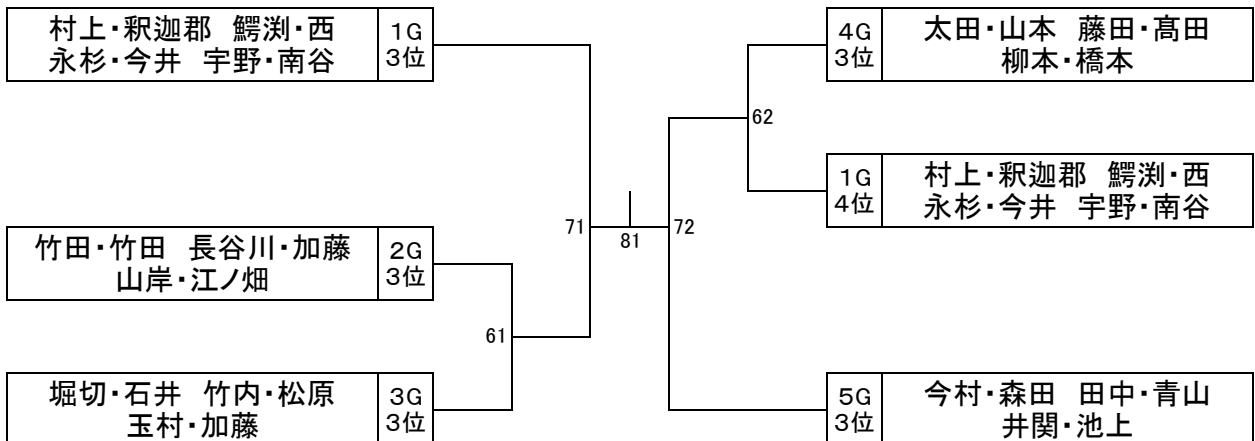 村上・釈迦郡　鰐渕・西
永杉・今井　宇野・南谷
1G
3位
竹田・竹田　長谷川・加藤
山岸・江ノ畑
2G
3位
堀切・石井　竹内・松原
玉村・加藤
3G
3位
61
71
81
72
62
4G
3位
太田・山本　藤田・髙田
柳本・橋本
1G
4位
村上・釈迦郡　鰐渕・西
永杉・今井　宇野・南谷
5G
3位
今村・森田　田中・青山
井関・池上